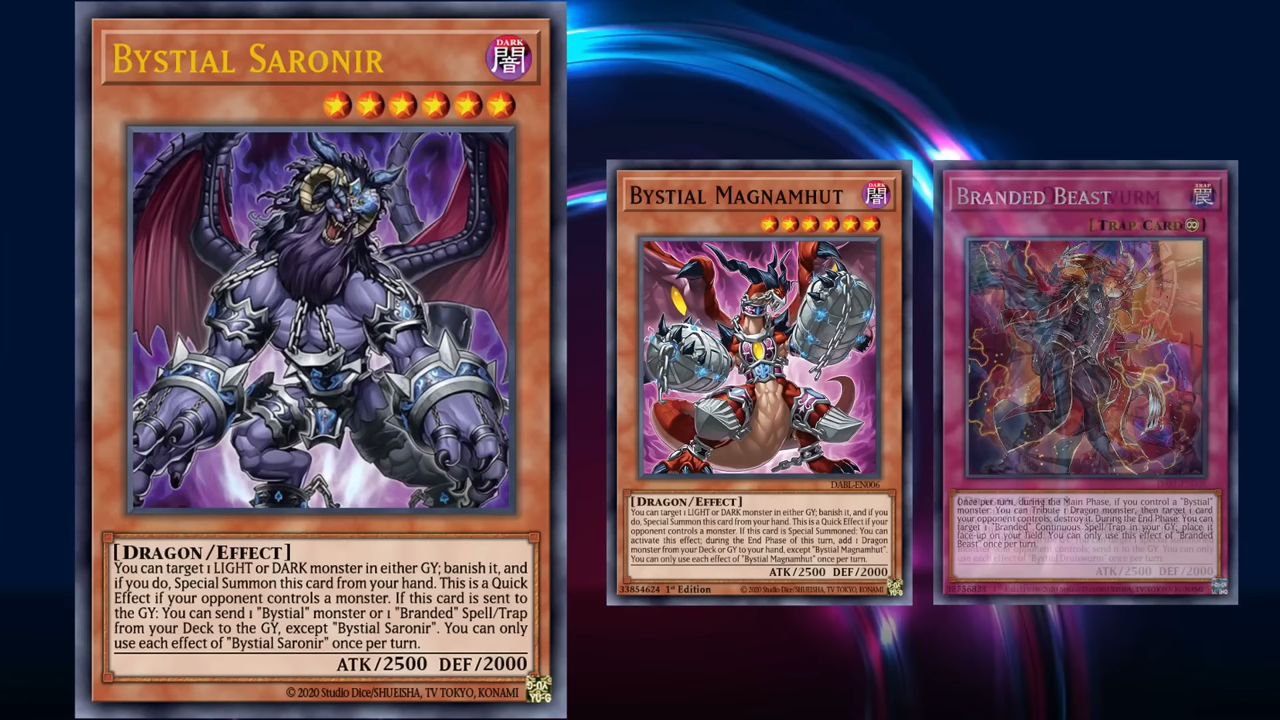 BYSTIAL SARONIR
DARK
闇
[DRAGON/EFFECT]
You can target 1 LIGHT or DARK monster in either GY; banish it, and
if you do, Special Summon this card from your hand. This is a Quick
Effect if your opponent controls a monster. If this card is sent to
the GY: You can send 1 "Bystial" monster or 1 "Branded" Spell/Trap
from your Deck to the GY, except "Bystial Saronir". You can only
use each effect of "Bystial Saronir" once per turn.
ATK/2500 DEF/2000
© 2020 Studio Dice/SHUEISHA, TV TOKYO, KONAMI
BYSTIAL MAGNAMHUT
DARK
闇
DABL-EN006
[DRAGON/EFFECT]
You can target 1 LIGHT or DARK monster in either GY; banish it, and if you
do, Special Summon this card from your hand. This is a Quick Effect if your
opponent controls a monster. If this card is Special Summoned: You can
activate this effect; during the End Phase of this turn, add 1 Dragon
monster from your Deck or GY to your hand, except "Bystial Magnamhut".
You can only use each effect of "Bystial Magnamhut" once per turn.
ATK/2500 DEF/2000
33854624 1st Edition
© 2020 Studio Dice/SHUEISHA, TV TOKYO, KONAMI
BRANDED BEAST
TRAP
罠
[TRAP CARD]
Once per turn, during the Main Phase, if you control a "Bystial"
monster: You can Tribute 1 Dragon monster, then target 1 card
your opponent controls; destroy it. During the End Phase: You can
target 1 "Branded" Continuous Spell/Trap in your GY; place it
face-up on your field. You can only use this effect of "Branded
Beast" once per turn.
ATK/2500 DEF/2000